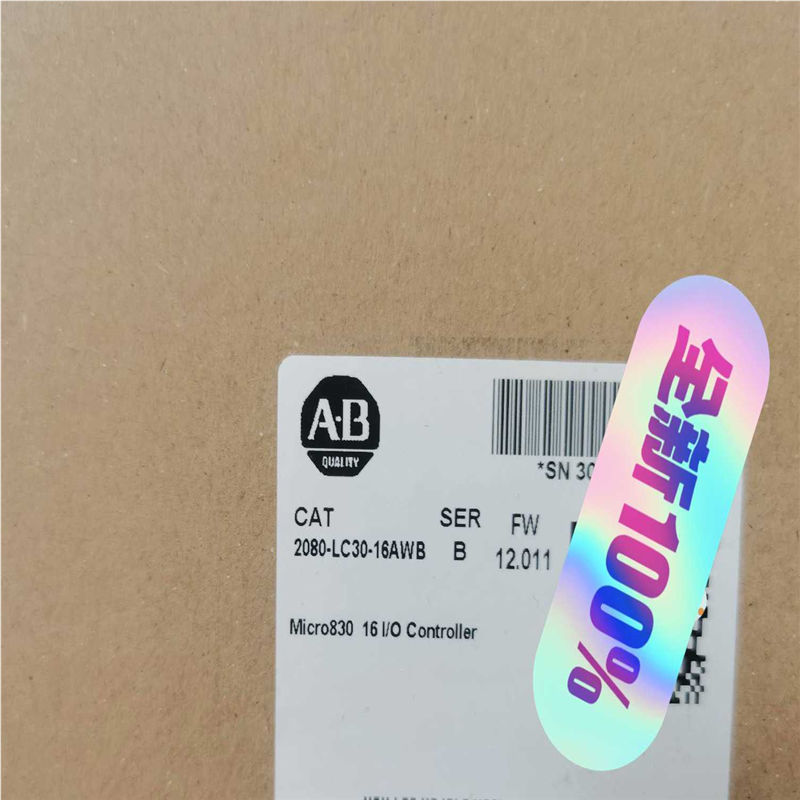 A·B
QUALITY
*SN 30
CAT SER FW
2080-LC30-16AWB B 12.011
Micro830 16 I/O Controller
全新100%